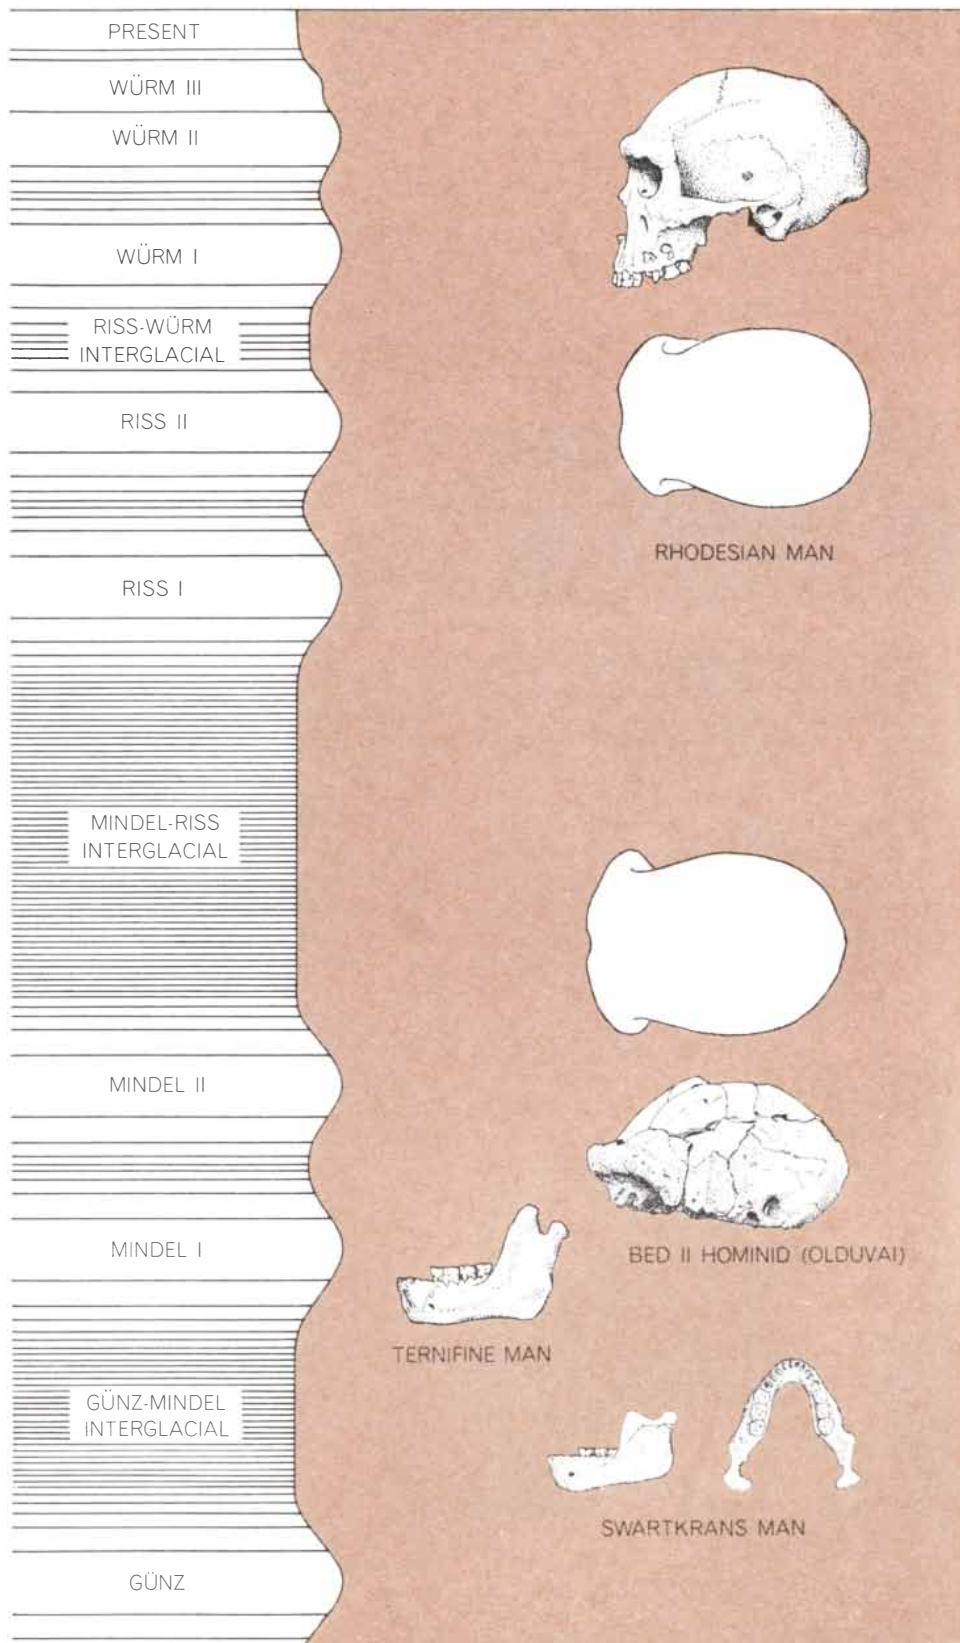 PRESENT
WÜRM III
WÜRM II
WÜRM I
RISS-WÜRM
INTERGLACIAL
RISS II
RHODESIAN MAN
RISS I
MINDEL-RISS
INTERGLACIAL
MINDEL II
MINDEL I
BED II HOMINID (OLDUVAI)
TERNIFINE MAN
GÜNZ-MINDEL
INTERGLACIAL
SWARTKRANS MAN
GÜNZ